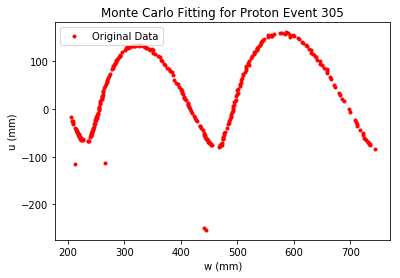 Monte Carlo Fitting for Proton Event 305
Original Data
100
0
−100
−200
u (mm)
200 300 400 500 600 700
w (mm)